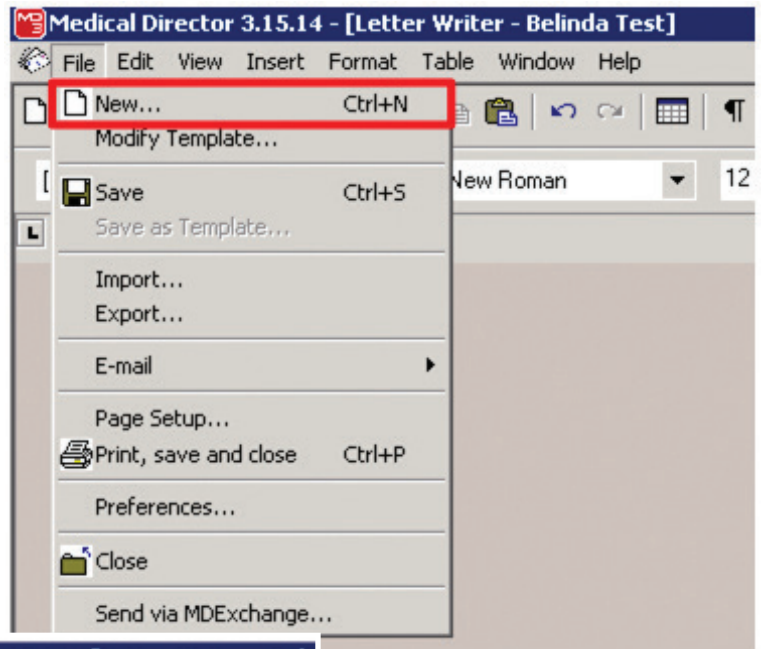 Medical Director 3.15.14 - [Letter Writer - Belinda Test]
File Edit View Insert Format Table Window Help
New... Ctrl+N
Modify Template...
New Roman 12
Save Ctrl+S
Save as Template...
Import...
Export...
E-mail
Page Setup...
Print, save and close Ctrl+P
Preferences...
Close
Send via MDExchange...